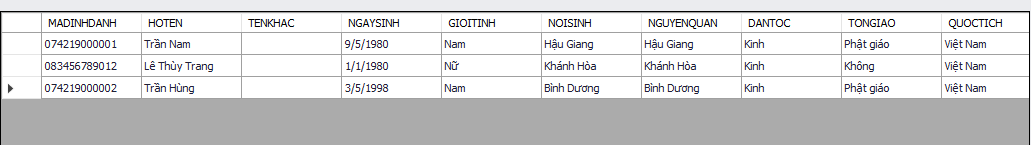 MADINHDANH HOTEN TENKHAC NGAYSINH GIOITINH NOISINH NGUYENQUAN DANTOC TONGIAO QUOCTICH
074219000001 Trần Nam 9/5/1980 Nam Hậu Giang Hậu Giang Kinh Phật giáo Việt Nam
083456789012 Lê Thùy Trang 1/1/1980 Nữ Khánh Hòa Khánh Hòa Kinh Không Việt Nam
074219000002 Trần Hùng 3/5/1998 Nam Bình Dương Bình Dương Kinh Phật giáo Việt Nam